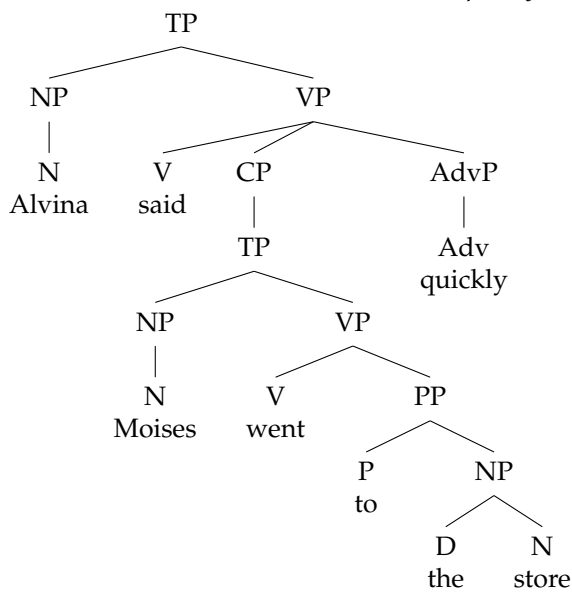 TP
NP VP
N V CP AdvP
Alvina said
TP Adv
quickly
NP VP
N V PP
Moises went
P NP
to
D N
the store